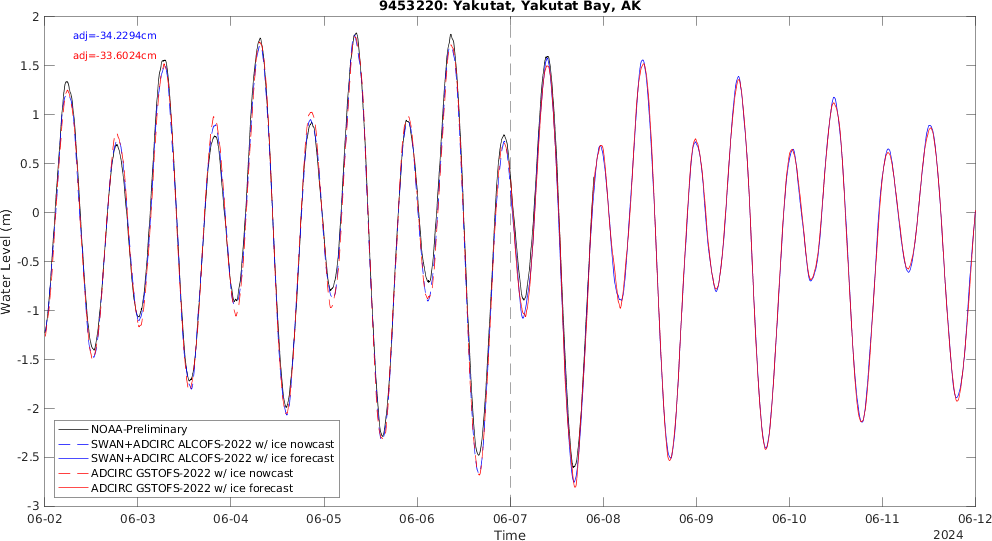 9453220: Yakutat, Yakutat Bay, AK
adj=-34.2294cm
adj=-33.6024cm
2
1.5
1
0.5
0
-0.5
-1
-1.5
-2
-2.5
-3
Water Level (m)
NOAA-Preliminary
SWAN+ADCIRC ALCOFS-2022 w/ ice nowcast
SWAN+ADCIRC ALCOFS-2022 w/ ice forecast
ADCIRC GSTOFS-2022 w/ ice nowcast
ADCIRC GSTOFS-2022 w/ ice forecast
06-02 06-03 06-04 06-05 06-06 06-07 06-08 06-09 06-10 06-11 06-12
Time
2024